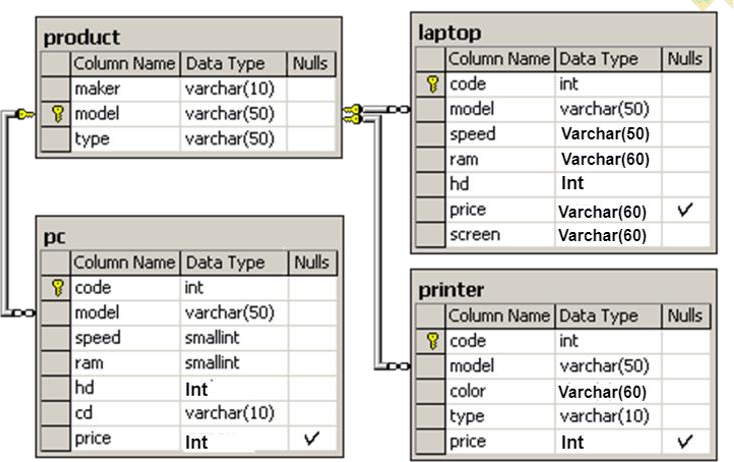 product
Column Name Data Type Nulls
maker varchar(10)
model varchar(50)
type varchar(50)
laptop
Column Name Data Type Nulls
code int
model varchar(50)
speed Varchar(50)
ram Varchar(60)
hd Int
price Varchar(60)
screen Varchar(60)
pc
Column Name Data Type Nulls
code int
model varchar(50)
speed smallint
ram smallint
hd Int
cd varchar(10)
price Int
printer
Column Name Data Type Nulls
code int
model varchar(50)
color Varchar(60)
type varchar(10)
price Int